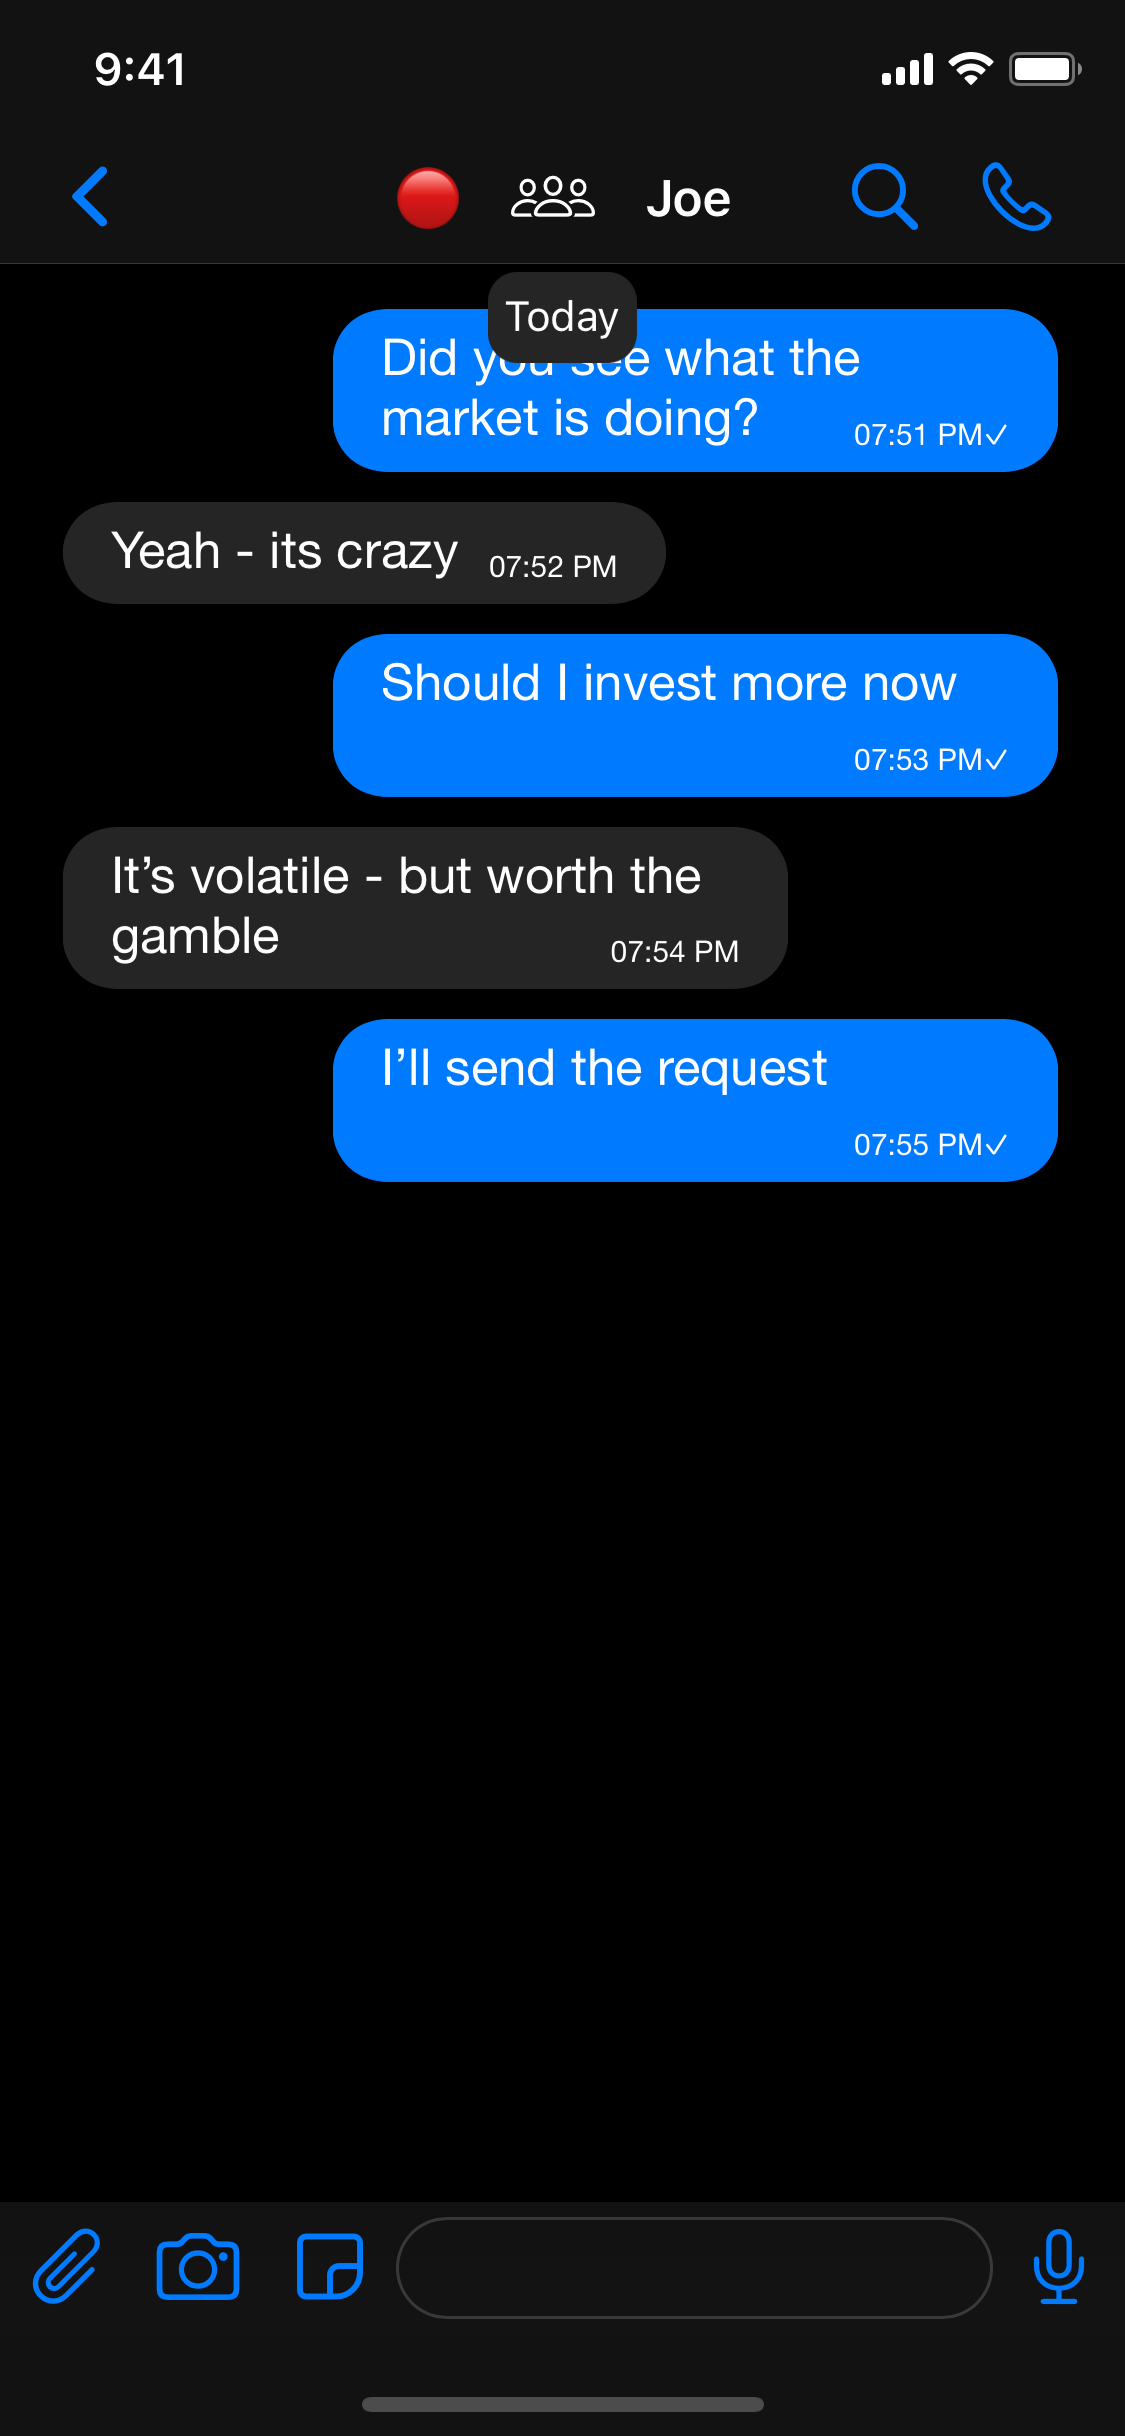 9:41
Joe
Today
Did you see what the
market is doing?
07:51 PM✓
Yeah - its crazy
07:52 PM
Should I invest more now
07:53 PM✓
It’s volatile - but worth the
gamble
07:54 PM
I’ll send the request
07:55 PM✓